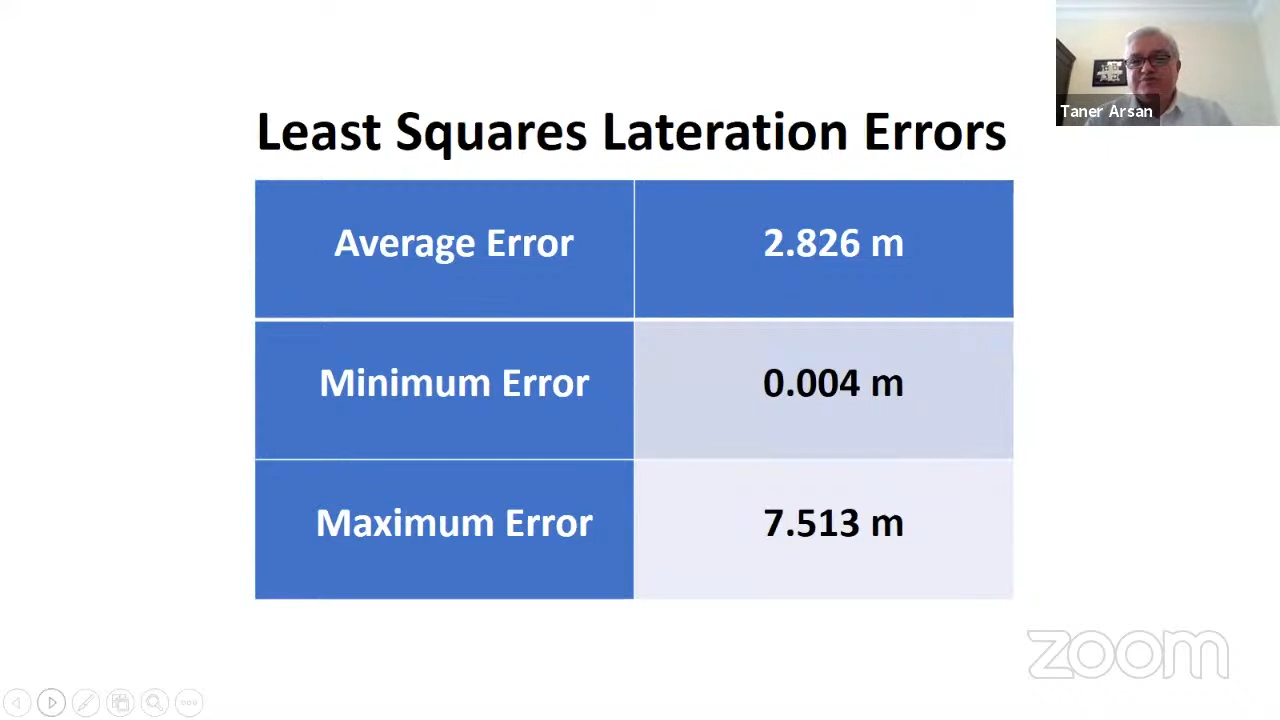 Taner Arsan
Least Squares Lateration Errors
Average Error 2.826 m
Minimum Error 0.004 m
Maximum Error 7.513 m
zoom